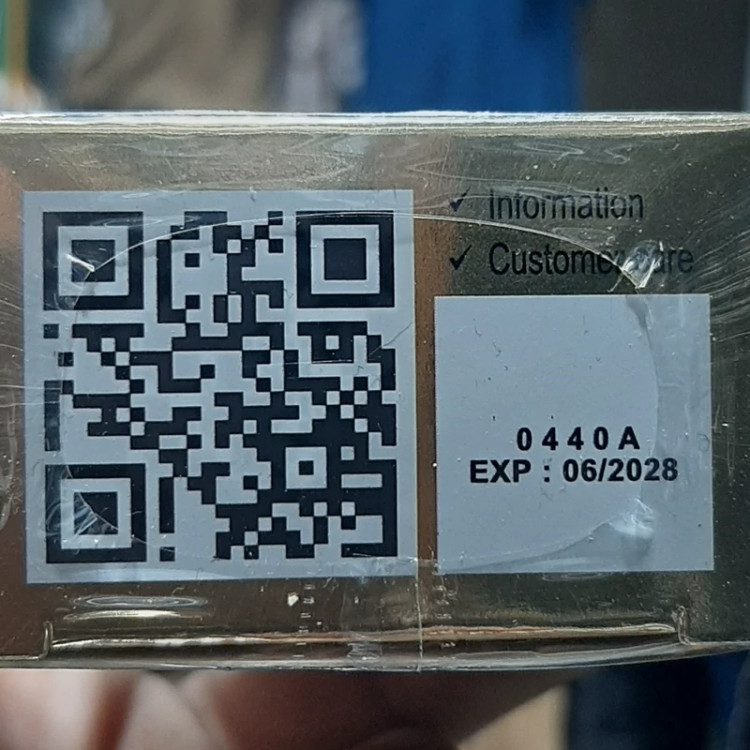 ✓ Information
✓ Customer care
0440A
EXP : 06/2028